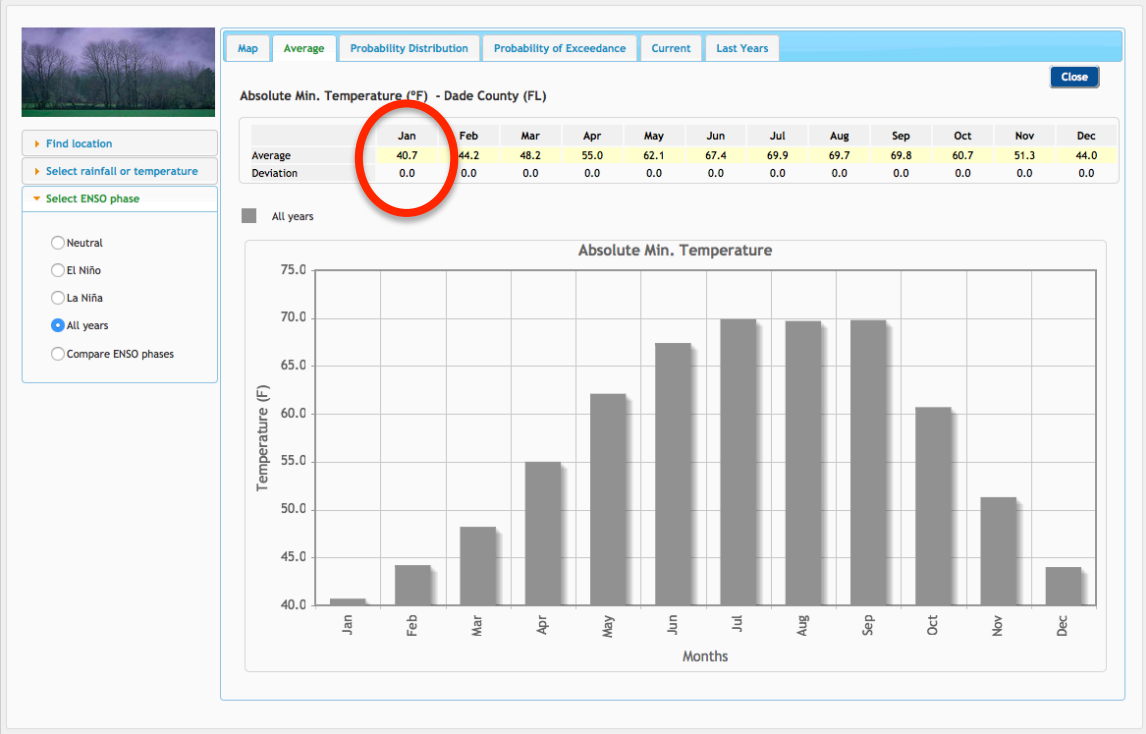 Map Average Probability Distribution Probability of Exceedance Current Last Years
Close
Absolute Min. Temperature (ºF) - Dade County (FL)
Jan Feb Mar Apr May Jun Jul Aug Sep Oct Nov Dec
Average 40.7 44.2 48.2 55.0 62.1 67.4 69.9 69.7 69.8 60.7 51.3 44.0
Deviation 0.0 0.0 0.0 0.0 0.0 0.0 0.0 0.0 0.0 0.0 0.0 0.0
Find location
Select rainfall or temperature
Select ENSO phase
Neutral
El Niño
La Niña
All years
Compare ENSO phases
All years
Absolute Min. Temperature
75.0
70.0
65.0
60.0
55.0
50.0
45.0
40.0
Temperature (F)
Jan Feb Mar Apr May Jun Jul Aug Sep Oct Nov Dec
Months